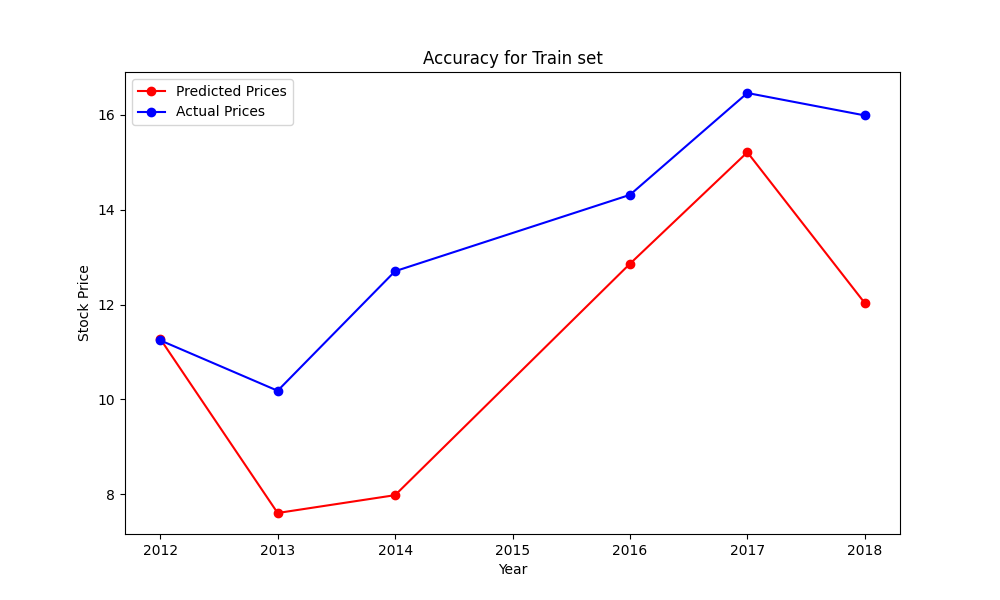 Accuracy for Train set
Predicted Prices
Actual Prices
16
14
12
10
8
Stock Price
2012 2013 2014 2015 2016 2017 2018
Year